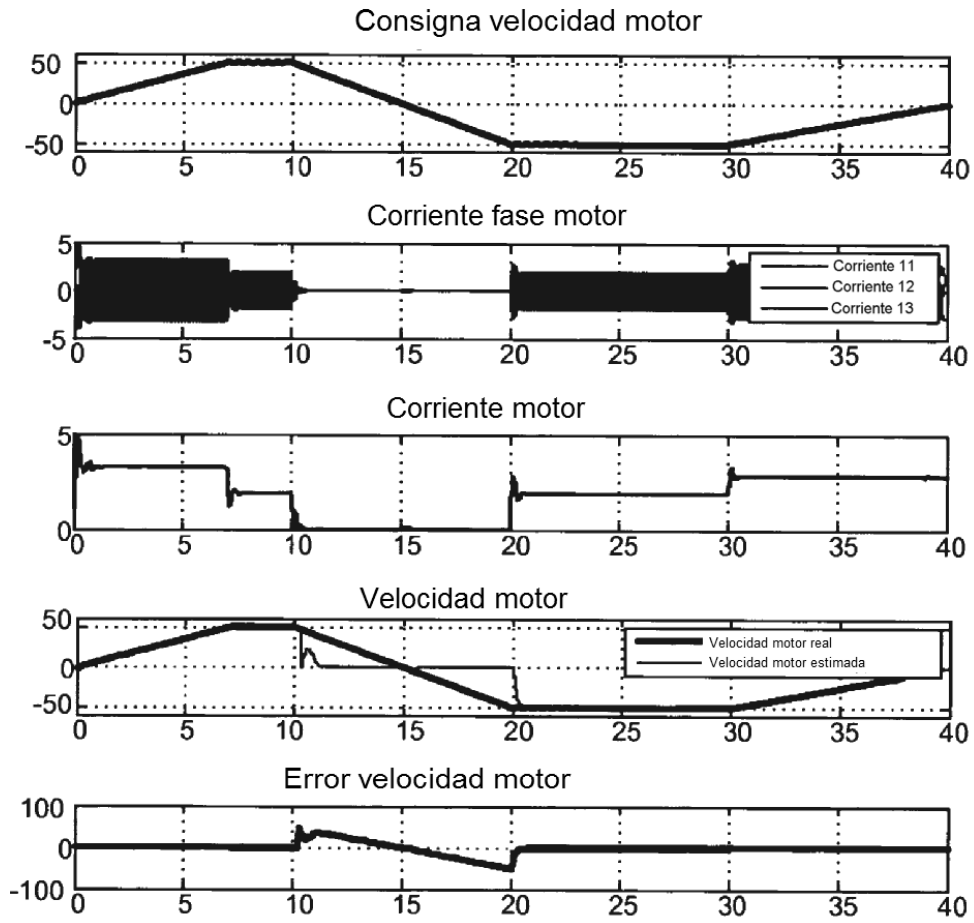 Consigna velocidad motor
50
0
-50
0 5 10 15 20 25 30 35 40
Corriente fase motor
5
0
-5
Corriente 11
Corriente 12
Corriente 13
0 5 10 15 20 25 30 35 40
Corriente motor
5
0
0 5 10 15 20 25 30 35 40
Velocidad motor
50
0
-50
Velocidad motor real
Velocidad motor estimada
0 5 10 15 20 25 30 35 40
Error velocidad motor
100
0
-100
0 5 10 15 20 25 30 35 40